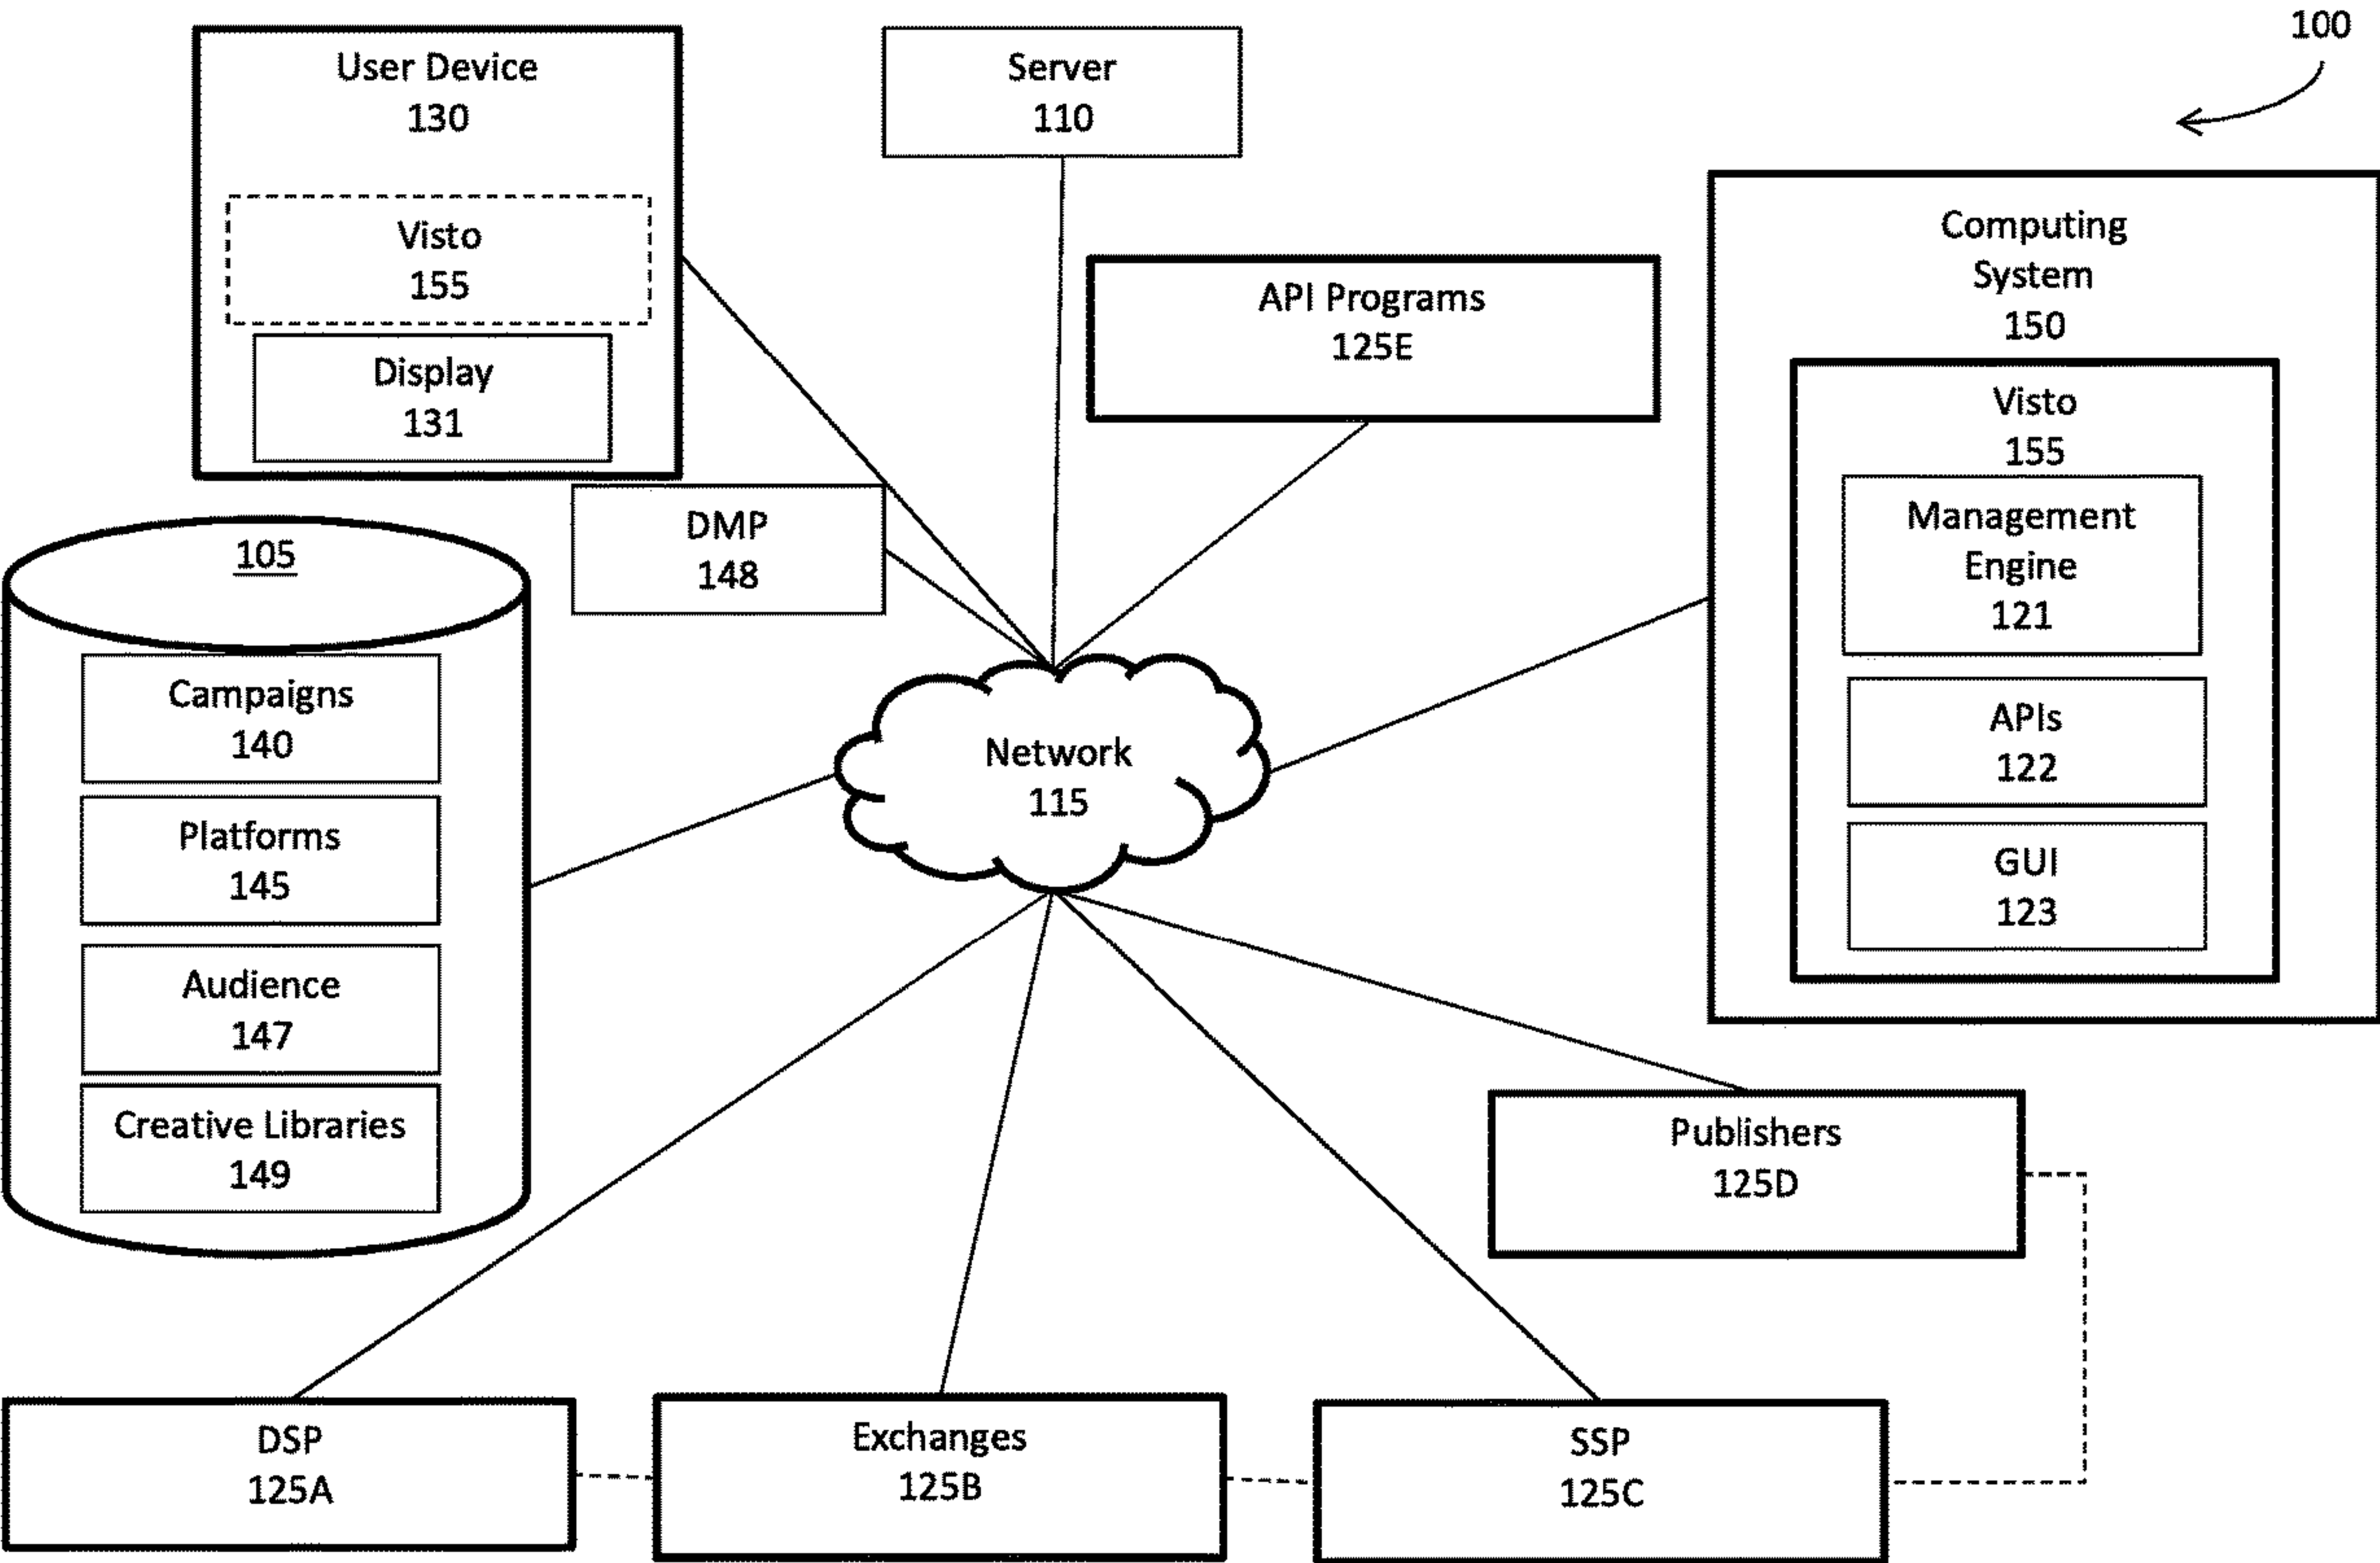 100
User Device
130
Visto
155
Display
131
Server
110
API Programs
125E
Computing
System
150
Visto
155
Management
Engine
121
APIs
122
GUI
123
DMP
148
105
Campaigns
140
Platforms
145
Audience
147
Creative Libraries
149
Network
115
Publishers
125D
DSP
125A
Exchanges
125B
SSP
125C